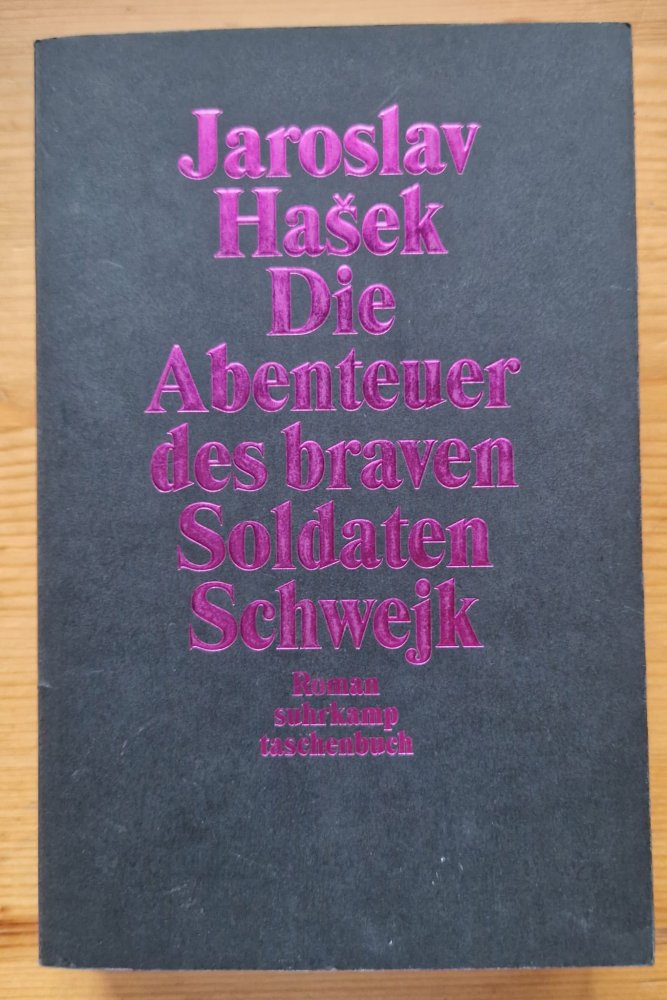 Jaroslav
Hašek
Die
Abenteuer
des braven
Soldaten
Schwejk
Roman
suhrkamp
taschenbuch